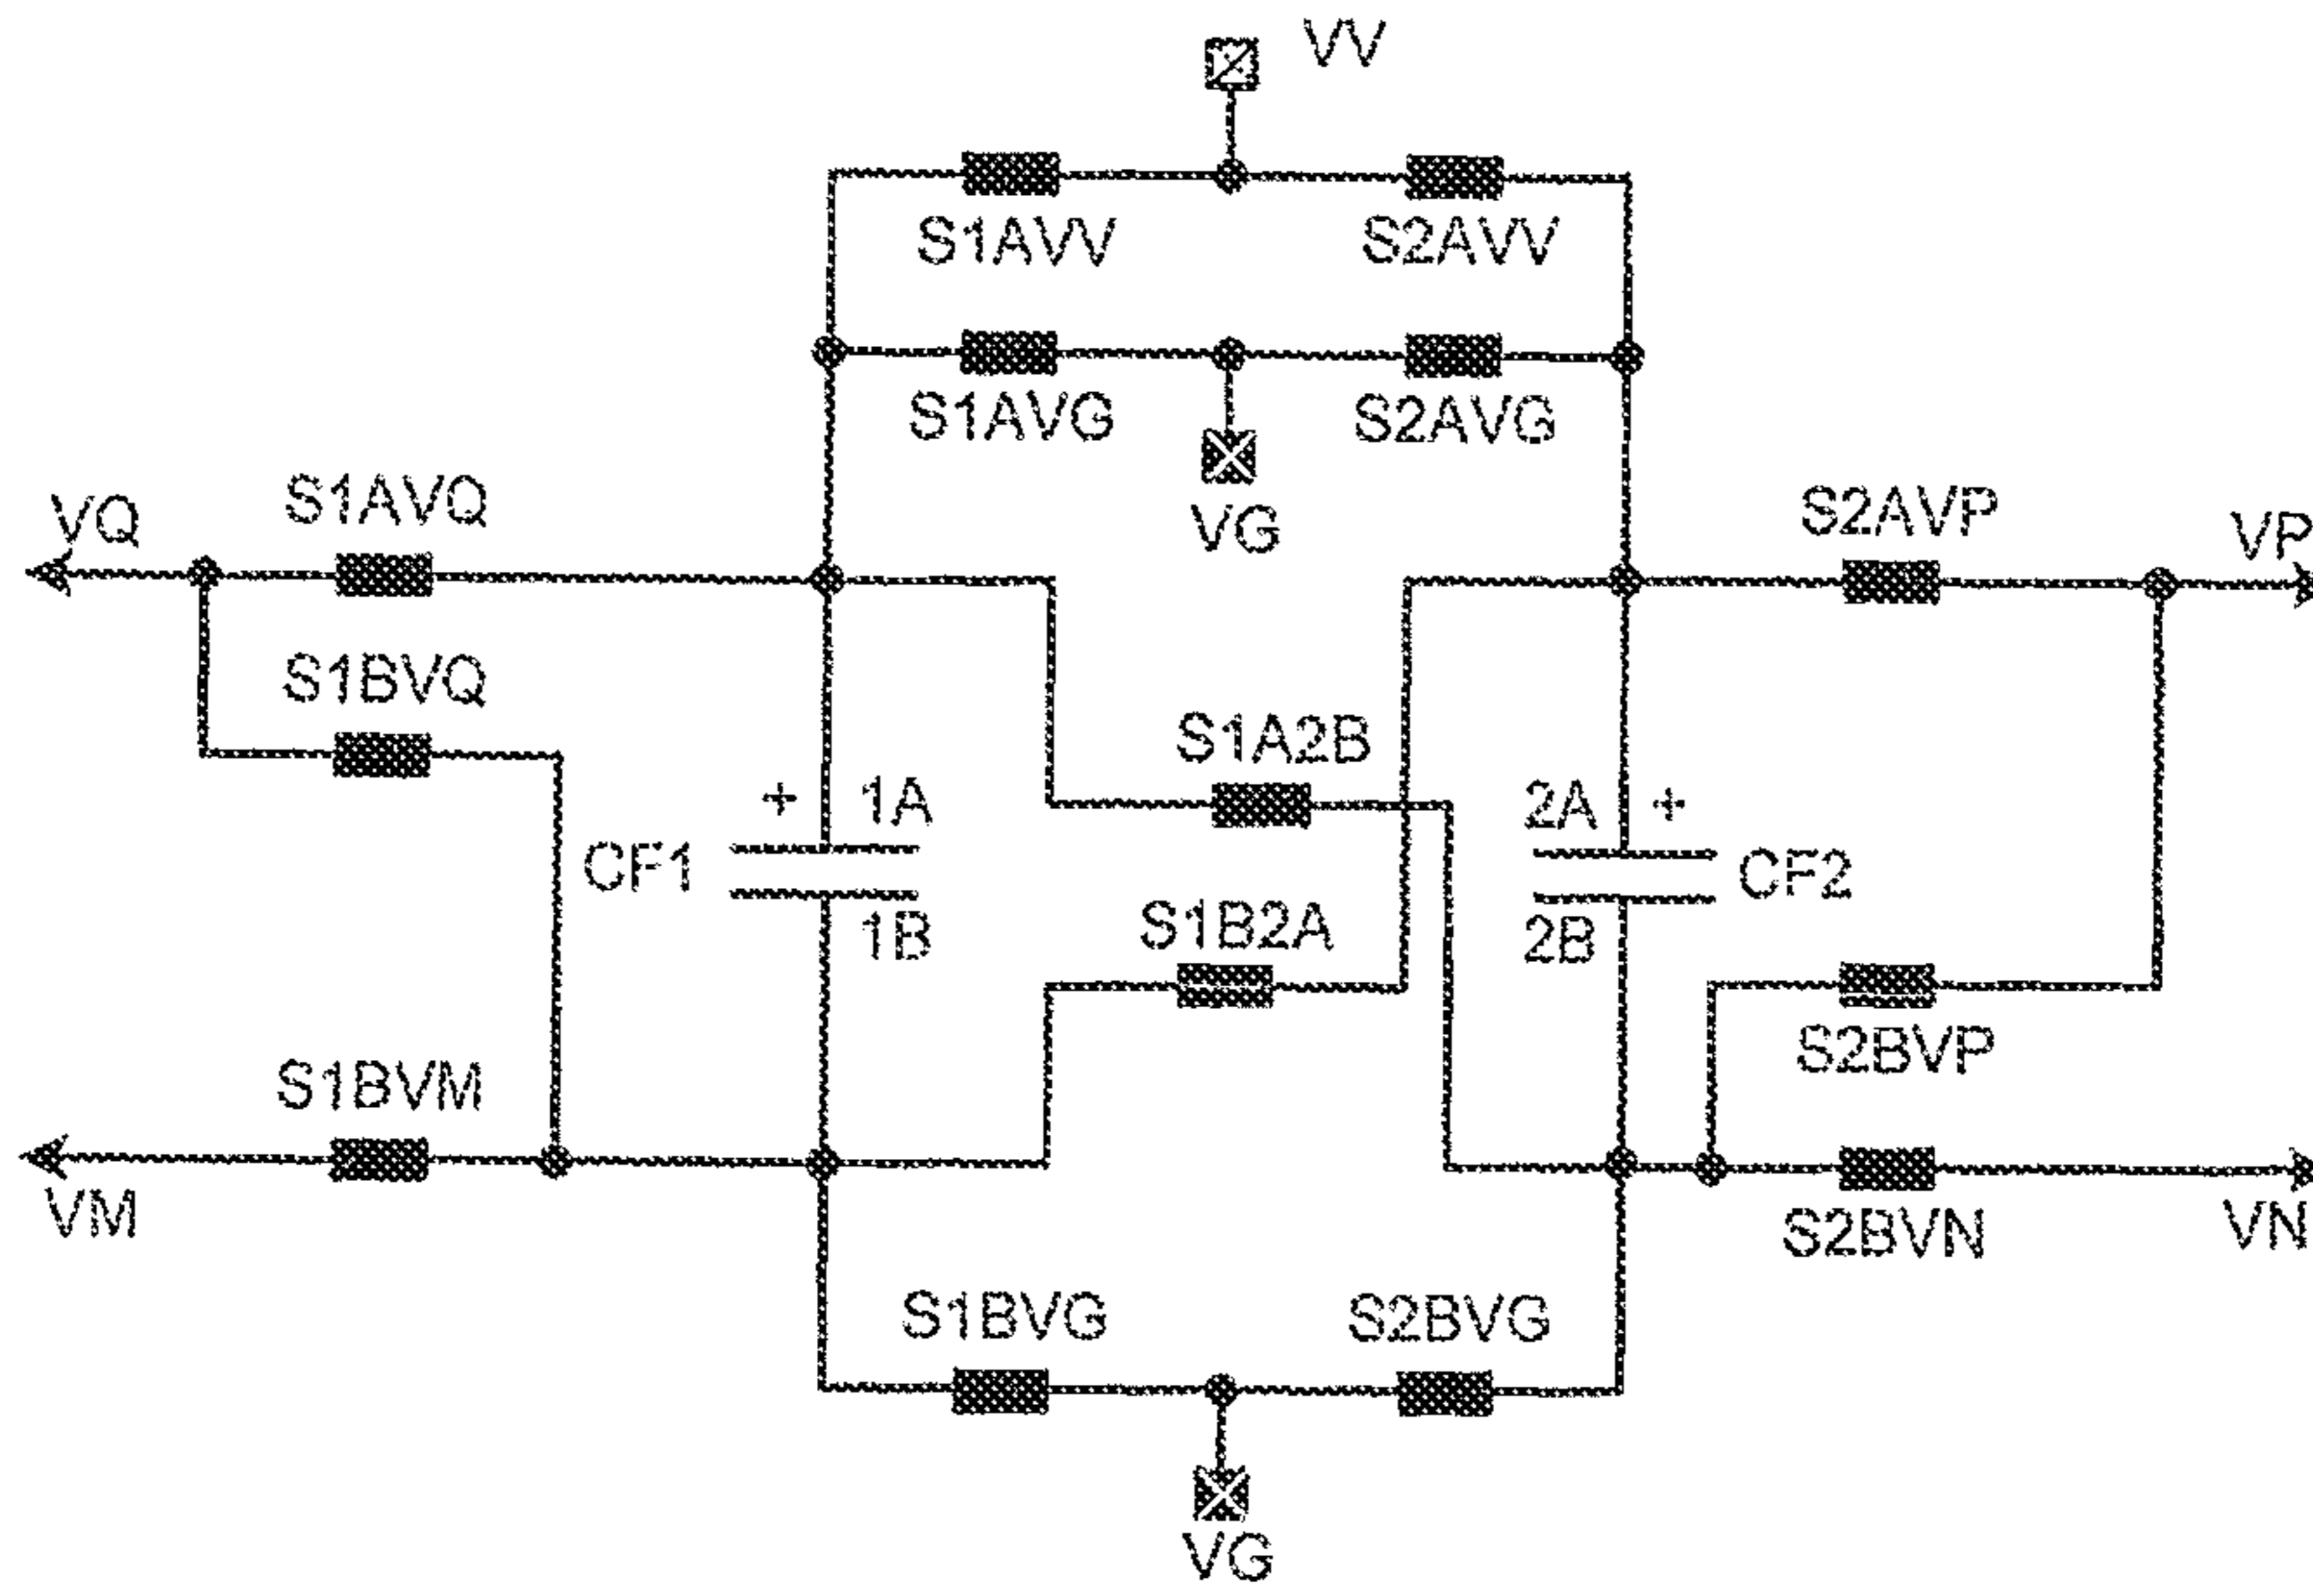 VV
S1AVV
S2AVV
S1AVG
S2AVG
VG
VQ
S1AVQ
S2AVP
VP
S1BVQ
S1A2B
+ 1A
2A +
CF1
CF2
1B
S1B2A
2B
S2BVP
S1BVM
VM
S2BVN
VN
S1BVG
S2BVG
VG